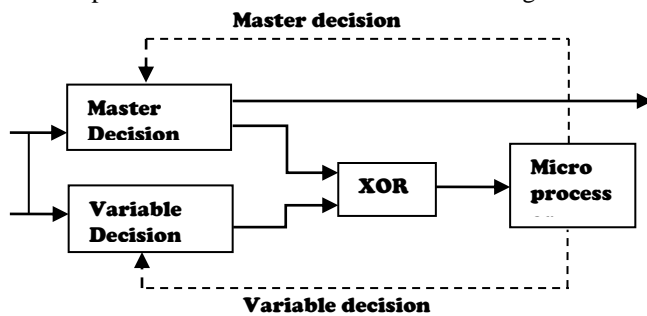 Master decision
Master
Decision
XOR
Micro
process
Variable
Decision
Variable decision